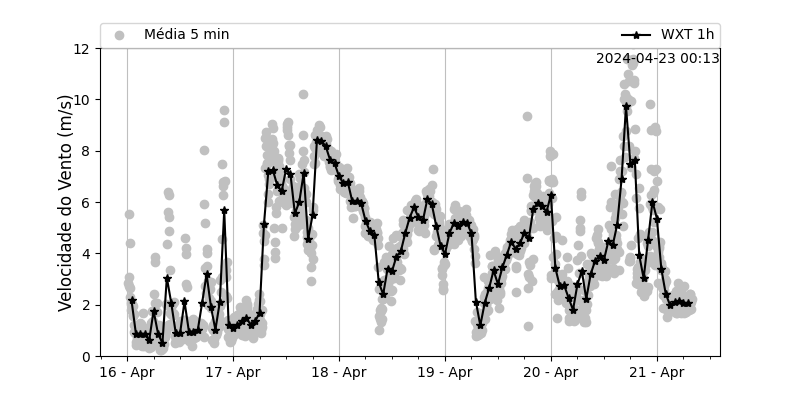 Média 5 min
WXT 1h
2024-04-23 00:13
Velocidade do Vento (m/s)
12
10
8
6
4
2
0
16 - Apr
17 - Apr
18 - Apr
19 - Apr
20 - Apr
21 - Apr